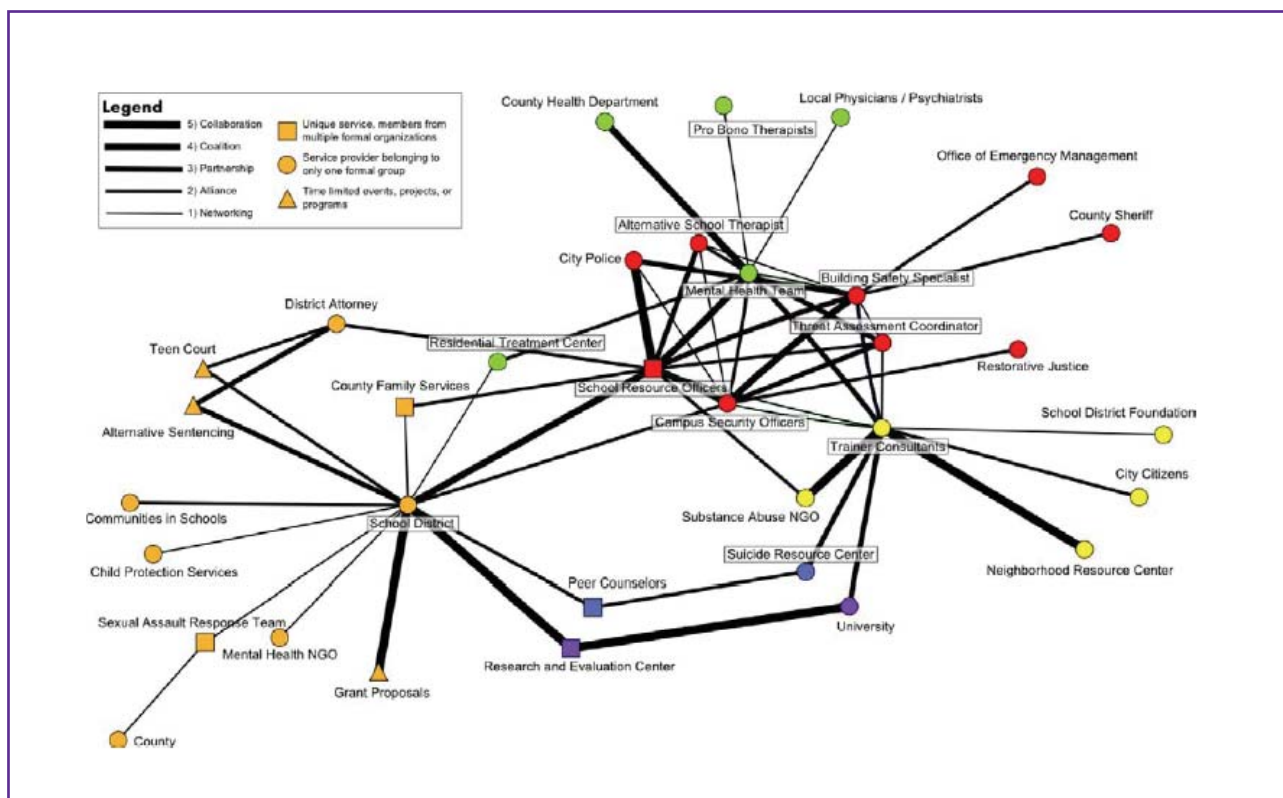 Legend
5) Collaboration
4) Coalition
3) Partnership
2) Alliance
1) Networking
Unique service, members from
multiple formal organizations
Service provider belonging to
only one formal group
Time limited events, projects, or
programs
County Health Department
Pro Bono Therapists
Local Physicians / Psychiatrists
Office of Emergency Management
County Sheriff
Alternative School Therapist
City Police
Mental Health Team
Building Safety Specialist
District Attorney
Threat Assessment Coordinator
Residential Treatment Center
Teen Court
Restorative Justice
County Family Services
School Resource Officers
School District Foundation
Alternative Sentencing
Campus Security Officers
Trainer Consultants
City Citizens
Communities in Schools
School District
Substance Abuse NGO
Suicide Resource Center
Neighborhood Resource Center
Child Protection Services
Peer Counselors
Sexual Assault Response Team
University
Mental Health NGO
Research and Evaluation Center
Grant Proposals
County